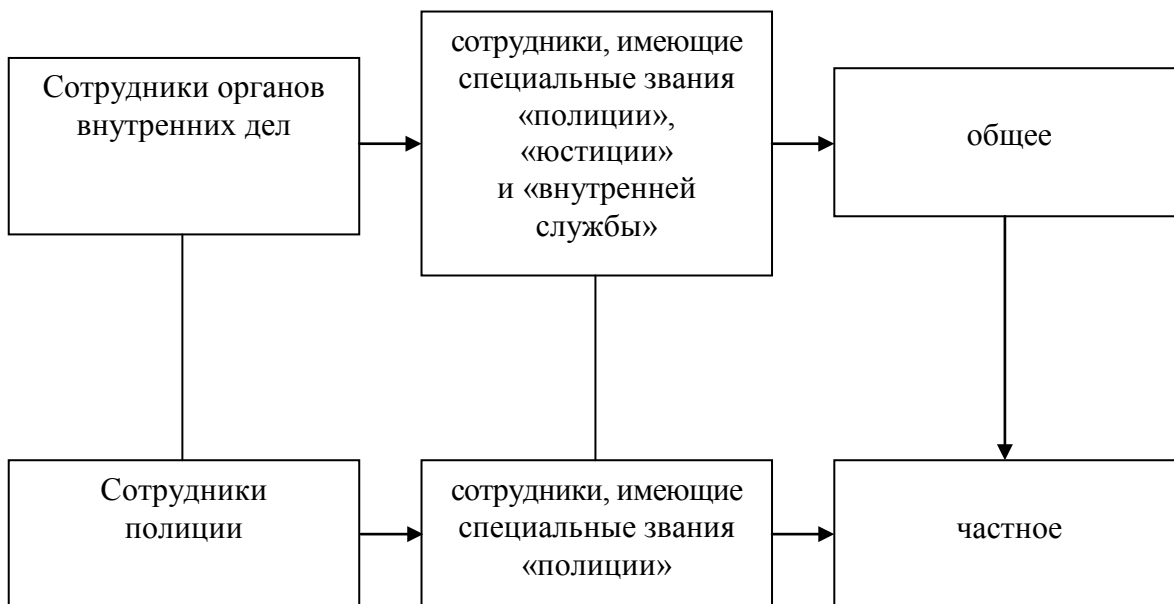 Сотрудники органов
внутренних дел
сотрудники, имеющие
специальные звания
«полиции»,
«юстиции»
и «внутренней
службы»
общее
Сотрудники
полиции
сотрудники, имеющие
специальные звания
«полиции»
частное